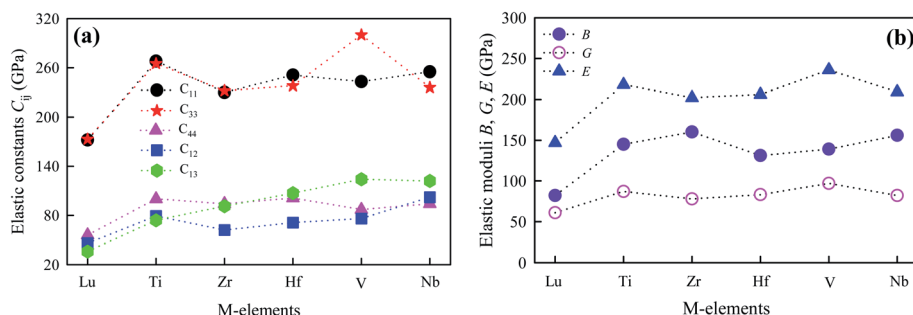 (a)
Elastic constants Cij (GPa)
320
260
200
140
80
20
C11
C33
C44
C12
C13
Lu Ti Zr Hf V Nb
M-elements
(b)
Elastic moduli B, G, E (GPa)
300
250
200
150
100
50
0
B
G
E
Lu Ti Zr Hf V Nb
M-elements